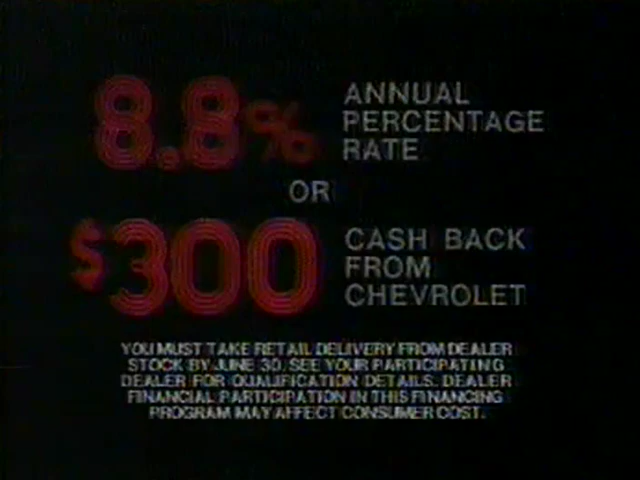 8.8% ANNUAL
PERCENTAGE
RATE
OR
$300 CASH BACK
FROM
CHEVROLET
YOU MUST TAKE RETAIL DELIVERY FROM DEALER
STOCK BY JUNE 30. SEE YOUR PARTICIPATING
DEALER FOR QUALIFICATION DETAILS. DEALER
FINANCIAL PARTICIPATION IN THIS FINANCING
PROGRAM MAY AFFECT CONSUMER COST.